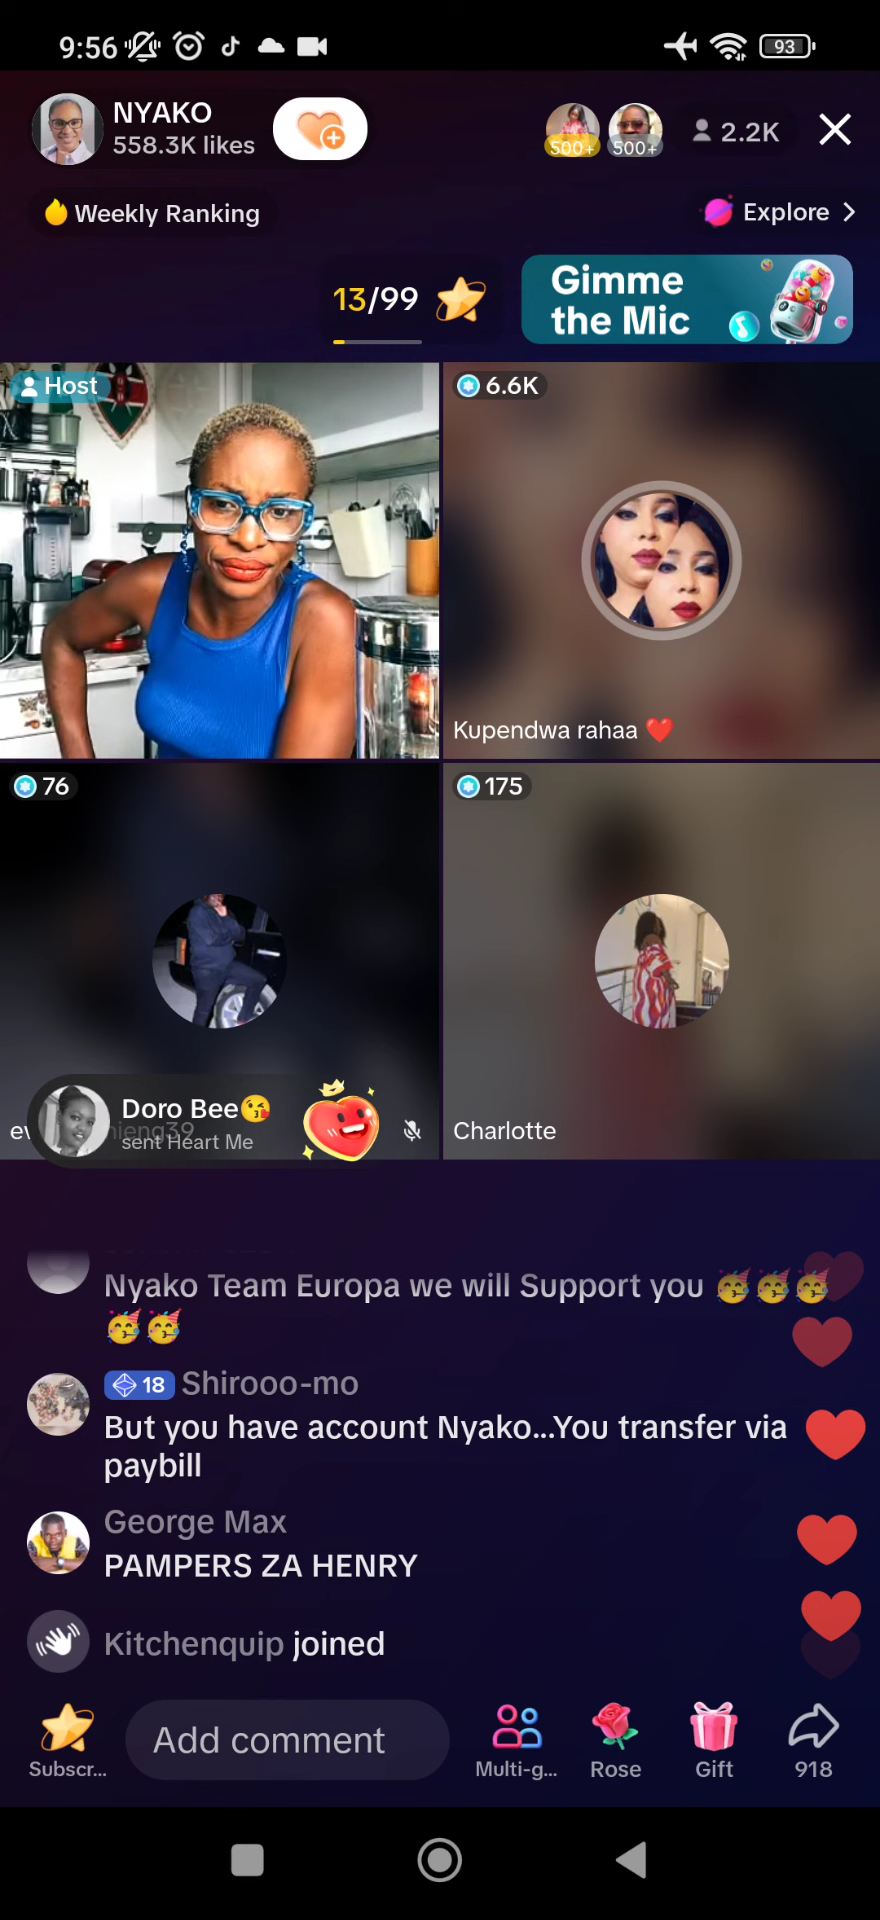 9:56
93
NYAKO
558.3K likes
500+
500+
2.2K
Weekly Ranking
Explore
13/99
Gimme
the Mic
Host
6.6K
Kupendwa rahaa ❤️
76
175
Doro Bee😘
sent Heart Me
Charlotte
Nyako Team Europa we will Support you 🥳🥳🥳
🥳🥳
18 Shirooo-mo
But you have account Nyako...You transfer via
paybill
George Max
PAMPERS ZA HENRY
Kitchenquip joined
Subscr...
Add comment
Multi-g...
Rose
Gift
918